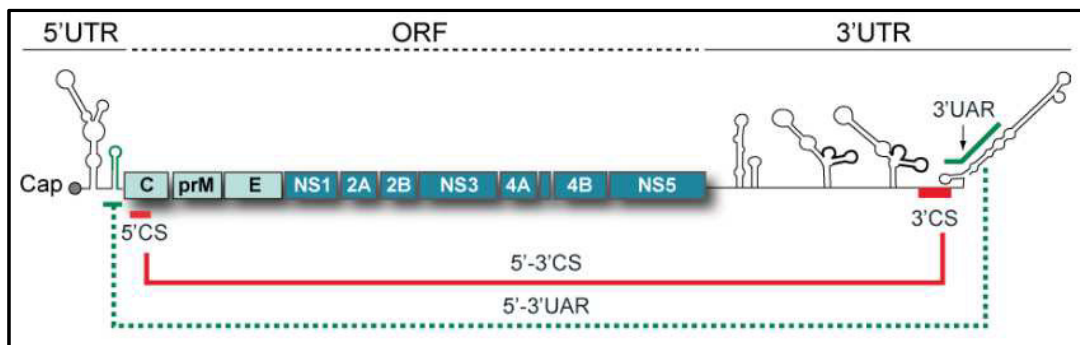 5'UTR ORF 3'UTR
3'UAR
Cap C prM E NS1 2A 2B NS3 4A 4B NS5
5'CS 3'CS
5'-3'CS
5'-3'UAR